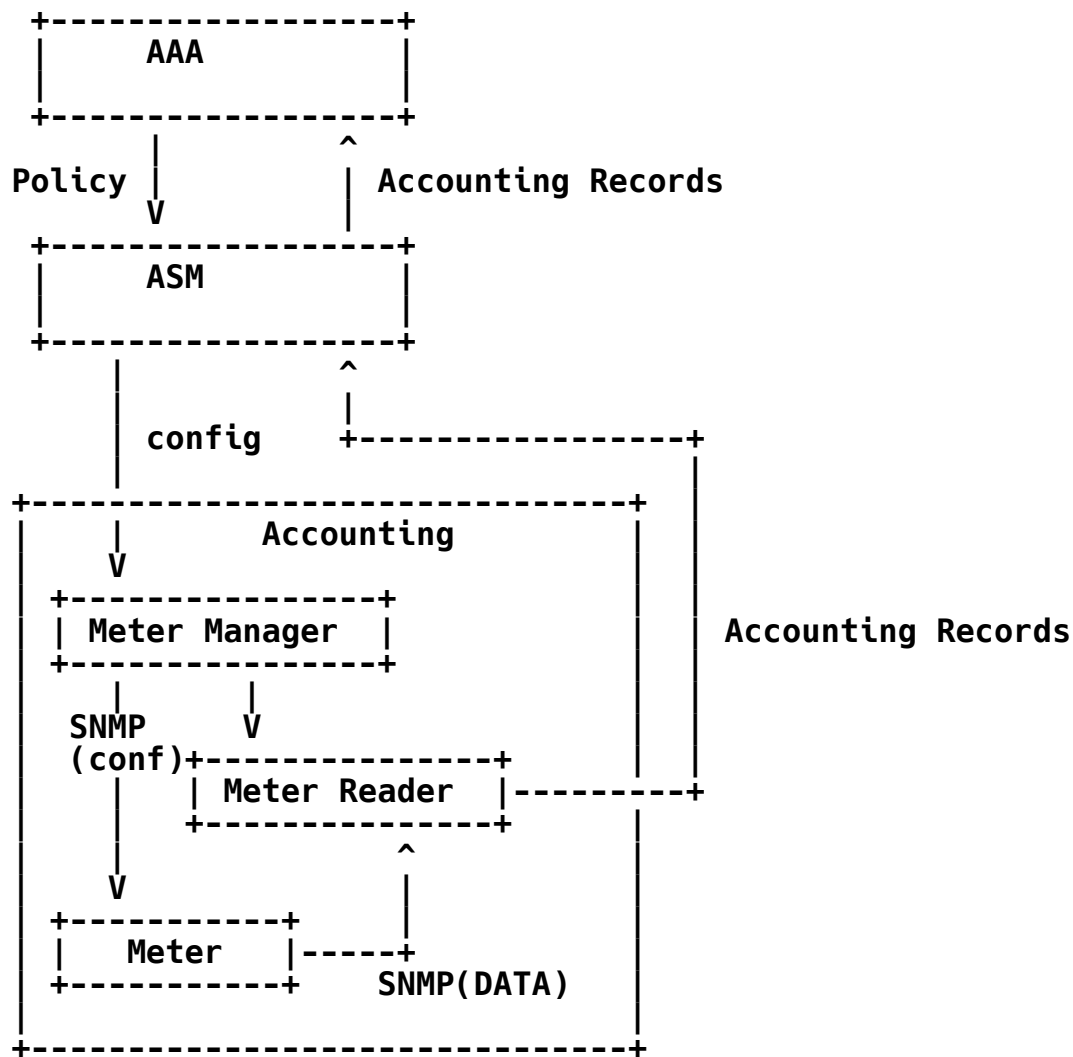 AAA
Policy Accounting Records
V
ASM
config
Accounting
V
Meter Manager
Accounting Records
SNMP V
(conf)
Meter Reader
V
Meter
SNMP(DATA)